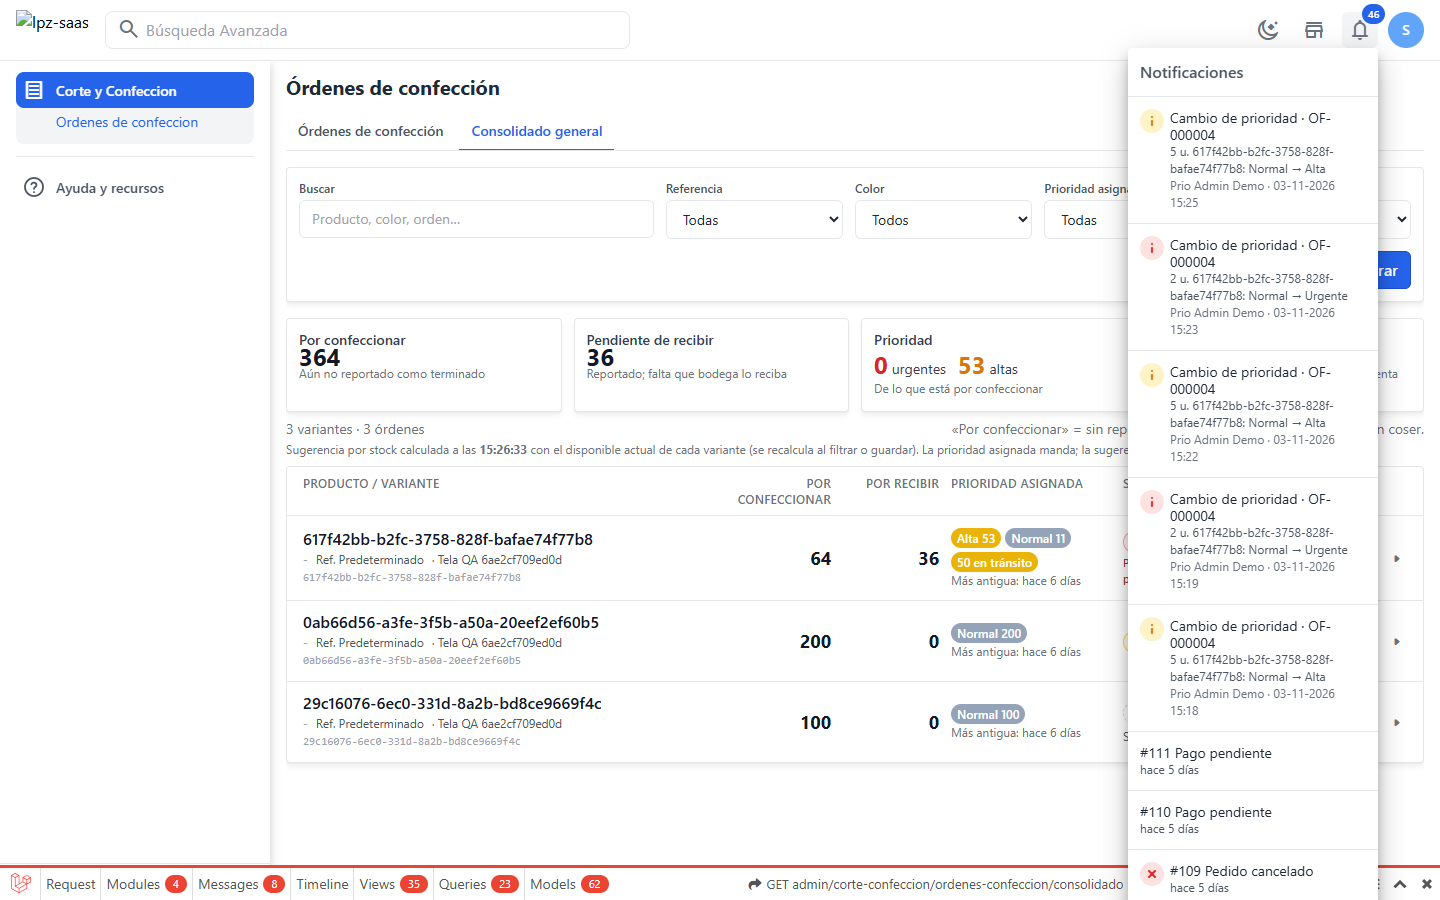 lpz-saas
Búsqueda Avanzada
46
S
Corte y Confeccion
Ordenes de confeccion
Ayuda y recursos
Órdenes de confección
Órdenes de confección
Consolidado general
Buscar
Referencia
Color
Prioridad asigna
Producto, color, orden...
Todas
Todos
Todas
rar
Por confeccionar
364
Aún no reportado como terminado
Pendiente de recibir
36
Reportado; falta que bodega lo reciba
Prioridad
0 urgentes 53 altas
De lo que está por confeccionar
enta
3 variantes · 3 órdenes
«Por confeccionar» = sin rep
n coser.
Sugerencia por stock calculada a las 15:26:33 con el disponible actual de cada variante (se recalcula al filtrar o guardar). La prioridad asignada manda; la sugere
PRODUCTO / VARIANTE
POR CONFECCIONAR
POR RECIBIR
PRIORIDAD ASIGNADA
617f42bb-b2fc-3758-828f-bafae74f77b8
- Ref. Predeterminado · Tela QA 6ae2cf709ed0d
617f42bb-b2fc-3758-828f-bafae74f77b8
64
36
Alta 53
Normal 11
50 en tránsito
Más antigua: hace 6 días
0ab66d56-a3fe-3f5b-a50a-20eef2ef60b5
- Ref. Predeterminado · Tela QA 6ae2cf709ed0d
0ab66d56-a3fe-3f5b-a50a-20eef2ef60b5
200
0
Normal 200
Más antigua: hace 6 días
29c16076-6ec0-331d-8a2b-bd8ce9669f4c
- Ref. Predeterminado · Tela QA 6ae2cf709ed0d
29c16076-6ec0-331d-8a2b-bd8ce9669f4c
100
0
Normal 100
Más antigua: hace 6 días
Notificaciones
Cambio de prioridad · OF-
000004
5 u. 617f42bb-b2fc-3758-828f-
bafae74f77b8: Normal → Alta
Prio Admin Demo · 03-11-2026
15:25
Cambio de prioridad · OF-
000004
2 u. 617f42bb-b2fc-3758-828f-
bafae74f77b8: Normal → Urgente
Prio Admin Demo · 03-11-2026
15:23
Cambio de prioridad · OF-
000004
5 u. 617f42bb-b2fc-3758-828f-
bafae74f77b8: Normal → Alta
Prio Admin Demo · 03-11-2026
15:22
Cambio de prioridad · OF-
000004
2 u. 617f42bb-b2fc-3758-828f-
bafae74f77b8: Normal → Urgente
Prio Admin Demo · 03-11-2026
15:19
Cambio de prioridad · OF-
000004
5 u. 617f42bb-b2fc-3758-828f-
bafae74f77b8: Normal → Alta
Prio Admin Demo · 03-11-2026
15:18
#111 Pago pendiente
hace 5 días
#110 Pago pendiente
hace 5 días
#109 Pedido cancelado
hace 5 días
Request
Modules 4
Messages 8
Timeline
Views 35
Queries 23
Models 62
GET admin/corte-confeccion/ordenes-confeccion/consolidado